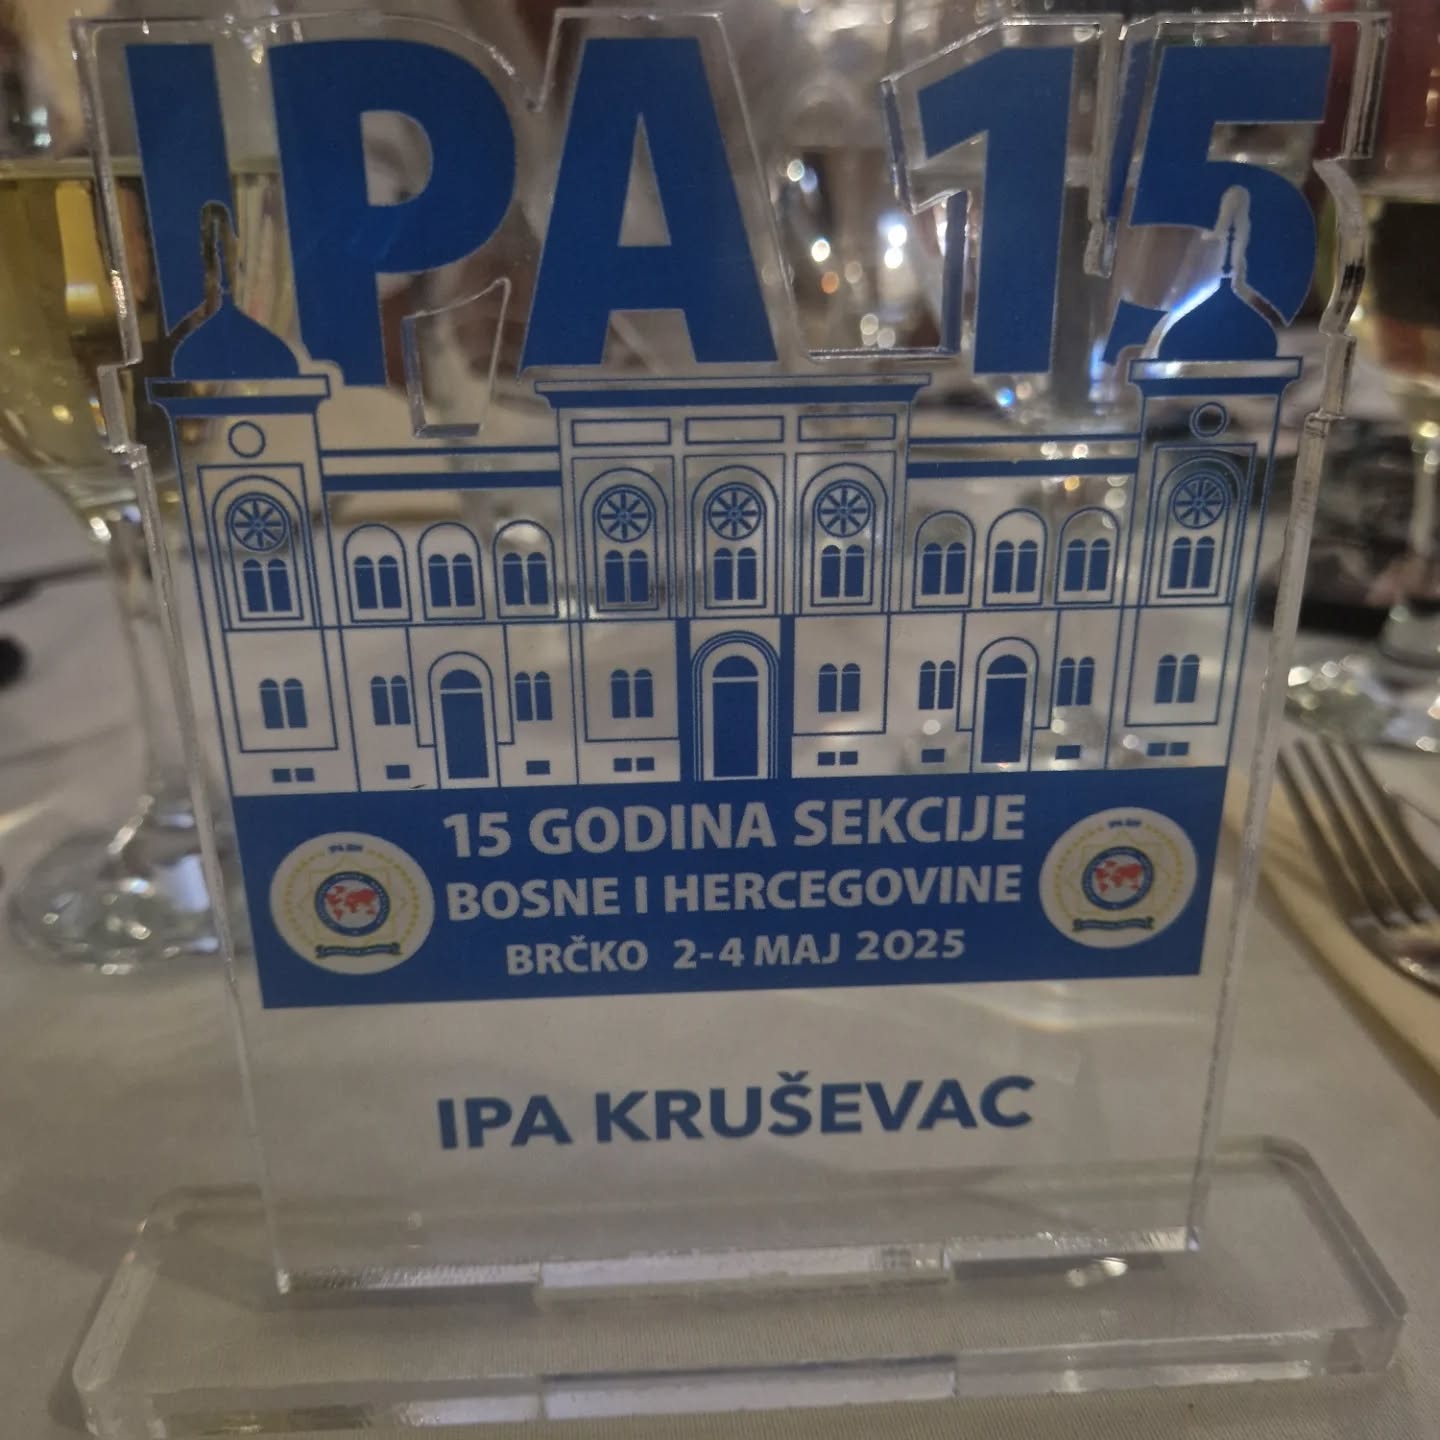 IPA 15
15 GODINA SEKCIJE
BOSNE I HERCEGOVINE
BRČKO 2-4 MAJ 2025
IPA KRUŠEVAC